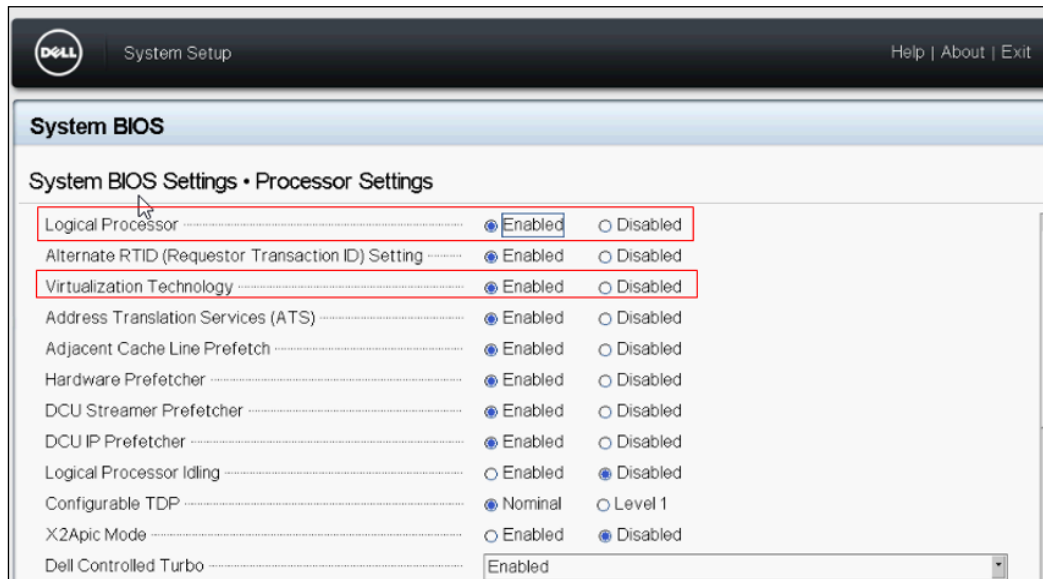 DELL System Setup Help | About | Exit
System BIOS
System BIOS Settings • Processor Settings
Logical Processor Enabled Disabled
Alternate RTID (Requestor Transaction ID) Setting Enabled Disabled
Virtualization Technology Enabled Disabled
Address Translation Services (ATS) Enabled Disabled
Adjacent Cache Line Prefetch Enabled Disabled
Hardware Prefetcher Enabled Disabled
DCU Streamer Prefetcher Enabled Disabled
DCU IP Prefetcher Enabled Disabled
Logical Processor Idling Enabled Disabled
Configurable TDP Nominal Level 1
X2Apic Mode Enabled Disabled
Dell Controlled Turbo Enabled